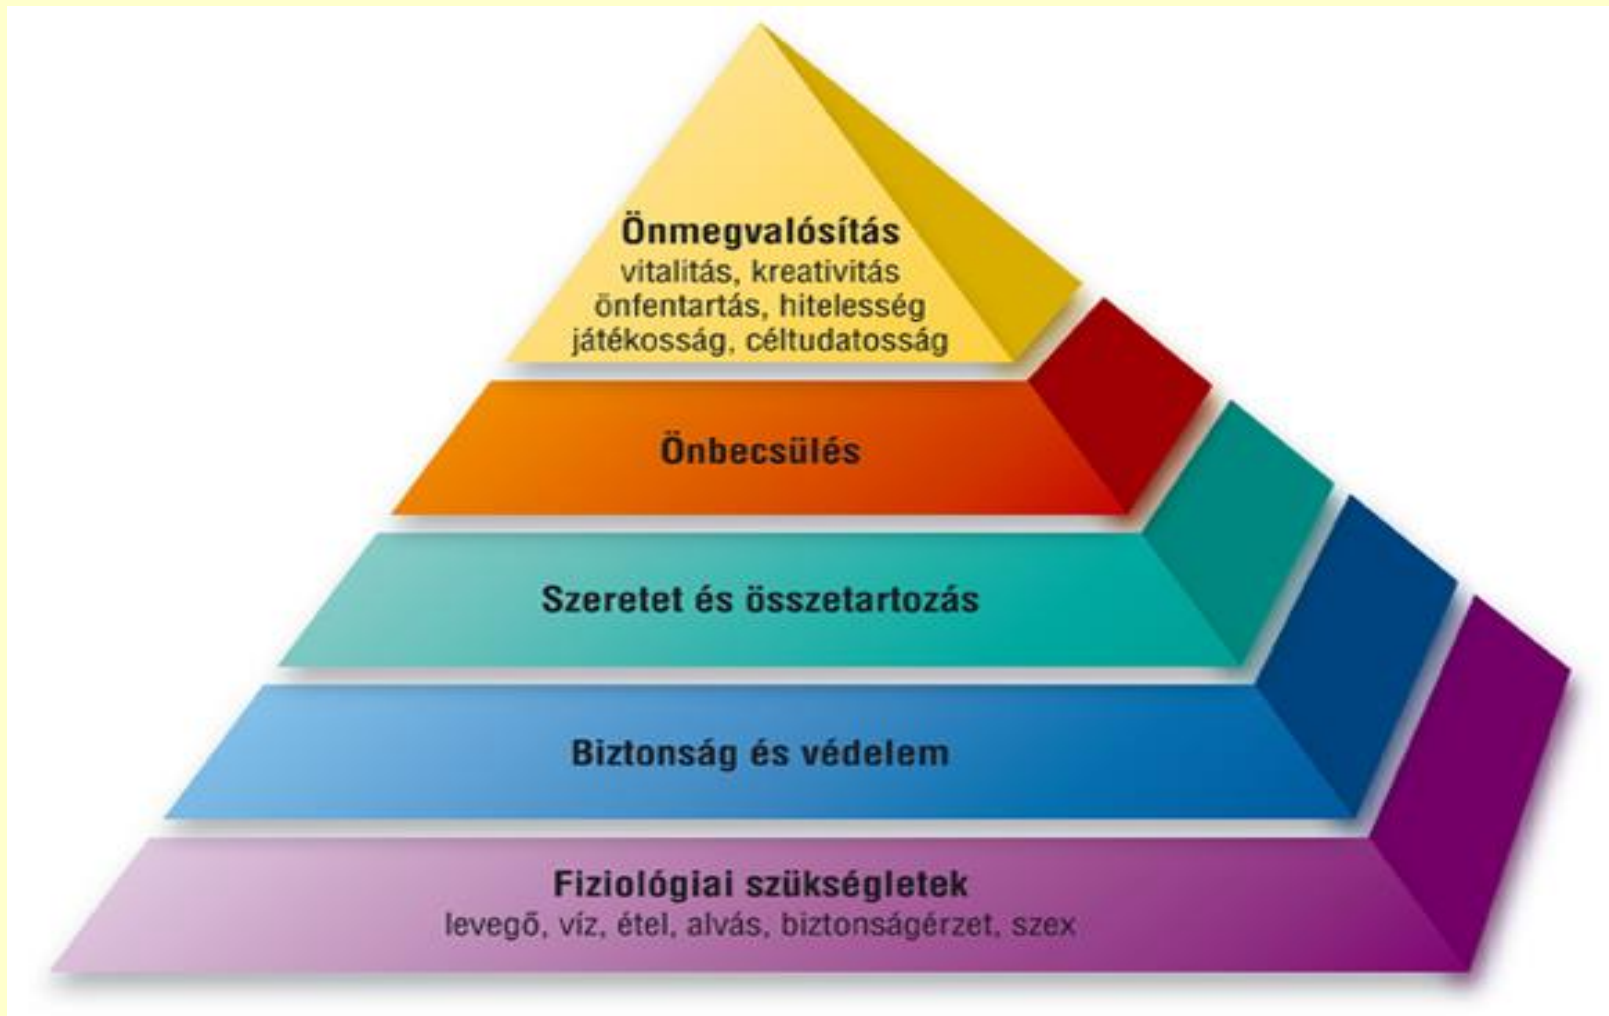 Önmegvalósítás
vitalitás, kreativitás
önfentartás, hitelesség
játékosság, céltudatosság
Önbecsülés
Szeretet és összetartozás
Biztonság és védelem
Fiziológiai szükségletek
levegő, víz, étel, alvás, biztonságérzet, szex